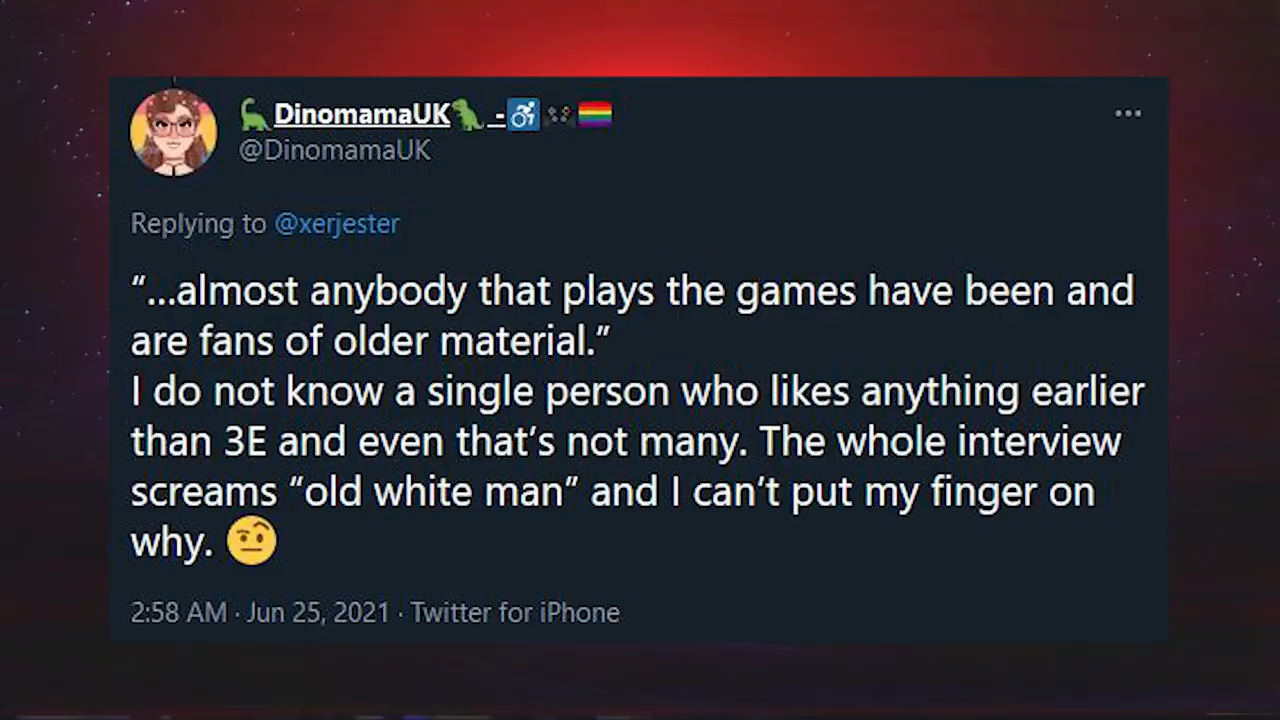 🦕DinomamaUK🦖 -♿🎮🏳️‍🌈
@DinomamaUK
Replying to @xerjester
“...almost anybody that plays the games have been and
are fans of older material.”
I do not know a single person who likes anything earlier
than 3E and even that’s not many. The whole interview
screams “old white man” and I can’t put my finger on
why. 🤨
2:58 AM · Jun 25, 2021 · Twitter for iPhone